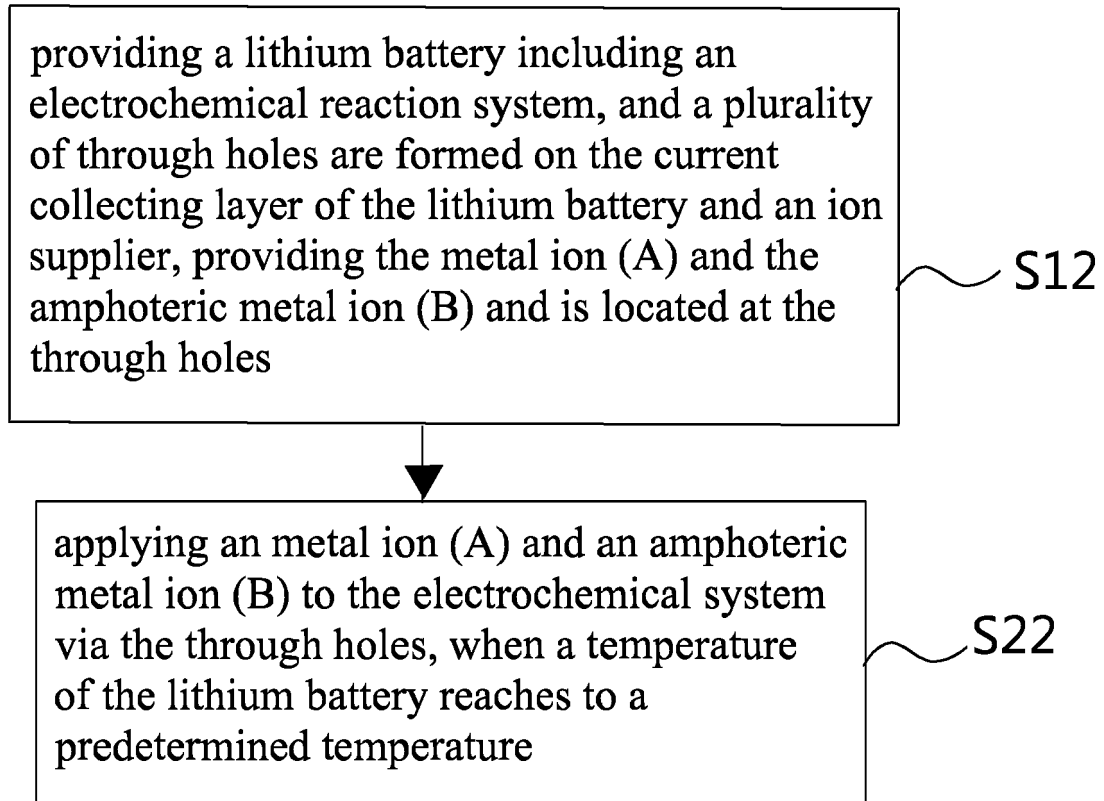 providing a lithium battery including an
electrochemical reaction system, and a plurality
of through holes are formed on the current
collecting layer of the lithium battery and an ion
supplier, providing the metal ion (A) and the
amphoteric metal ion (B) and is located at the
through holes
S12
applying an metal ion (A) and an amphoteric
metal ion (B) to the electrochemical system
via the through holes, when a temperature
of the lithium battery reaches to a
predetermined temperature
S22